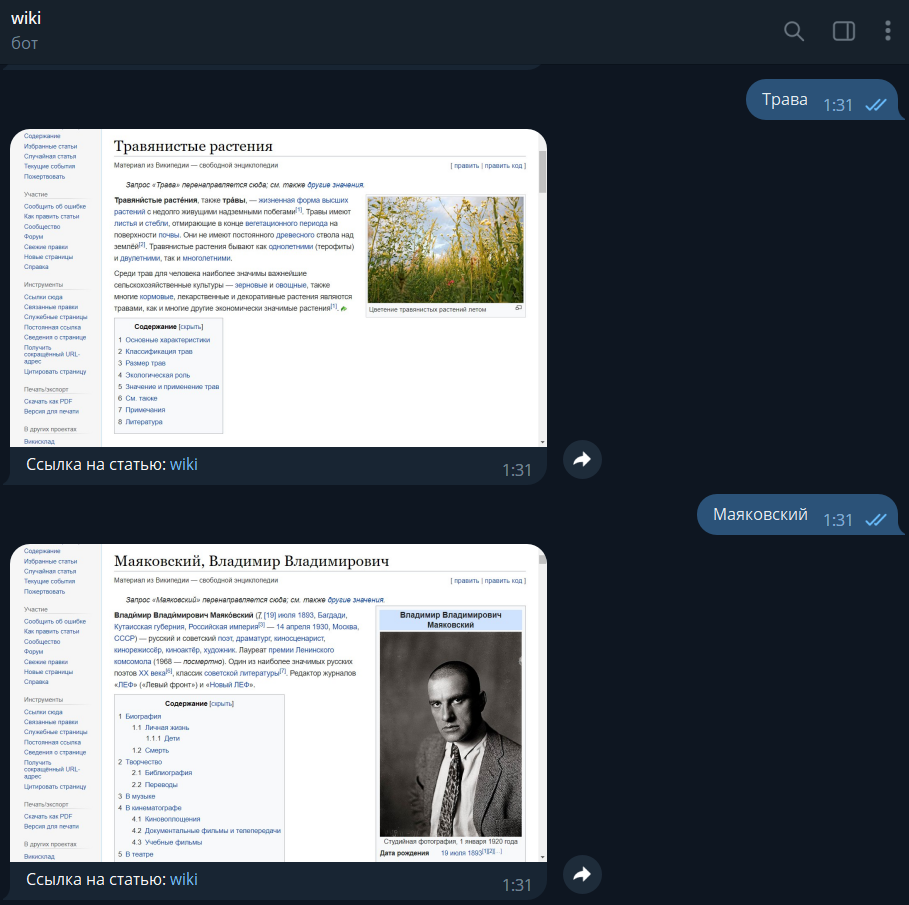 wiki
бот
Трава 1:31
Содержание
Избранные статьи
Случайная статья
Текущие события
Пожертвовать
Участие
Сообщить об ошибке
Как править статьи
Сообщество
Форум
Свежие правки
Новые страницы
Справка
Инструменты
Ссылки сюда
Связанные правки
Служебные страницы
Постоянная ссылка
Сведения о странице
Получить
сокращённый URL-
адрес
Цитировать страницу
Печать/экспорт
Скачать как PDF
Версия для печати
В других проектах
Викисклад
Травянистые растения
Материал из Википедии — свободной энциклопедии [ править | править код ]
Запрос «Трава» перенаправляется сюда; см. также другие значения.
Травяни́стые расте́ния, также тра́вы, — жизненная форма высших
растений с недолго живущими надземными побегами[1]. Травы имеют
листья и стебли, отмирающие в конце вегетационного периода на
поверхности почвы. Они не имеют постоянного древесного ствола над
землёй[2]. Травянистые растения бывают как однолетними (терофиты)
и двулетними, так и многолетними.
Среди трав для человека наиболее значимы важнейшие
сельскохозяйственные культуры — зерновые и овощные, также
многие кормовые, лекарственные и декоративные растения являются
травами, как и многие другие экономически значимые растения[1].
Цветение травянистых растений летом
Содержание [скрыть]
1 Основные характеристики
2 Классификация трав
3 Размер трав
4 Экологическая роль
5 Значение и применение трав
6 См. также
7 Примечания
8 Литература
Ссылка на статью: wiki 1:31
Маяковский 1:31
Содержание
Избранные статьи
Случайная статья
Текущие события
Пожертвовать
Участие
Сообщить об ошибке
Как править статьи
Сообщество
Форум
Свежие правки
Новые страницы
Справка
Инструменты
Ссылки сюда
Связанные правки
Служебные страницы
Постоянная ссылка
Сведения о странице
Получить
сокращённый URL-
адрес
Цитировать страницу
Печать/экспорт
Скачать как PDF
Версия для печати
В других проектах
Викисклад
Маяковский, Владимир Владимирович
Материал из Википедии — свободной энциклопедии [ править | править код ]
Запрос «Маяковский» перенаправляется сюда; см. также другие значения.
Влади́мир Влади́мирович Маяко́вский (7 [19] июля 1893, Багдади,
Кутаисская губерния, Российская империя[3] — 14 апреля 1930, Москва,
СССР) — русский и советский поэт, драматург, киносценарист,
кинорежиссёр, киноактёр, художник. Лауреат премии Ленинского
комсомола (1968 — посмертно). Один из наиболее значимых русских
поэтов XX века[6], классик советской литературы[7]. Редактор журналов
«ЛЕФ» («Левый фронт») и «Новый ЛЕФ».
Содержание [скрыть]
1 Биография
1.1 Личная жизнь
1.1.1 Дети
1.2 Смерть
2 Творчество
2.1 Библиография
2.2 Переводы
3 В музыке
4 В кинематографе
4.1 Киновоплощения
4.2 Документальные фильмы и телепередачи
4.3 Учебные фильмы
5 В театре
Владимир Владимирович
Маяковский
Студийная фотография, 1 января 1920 года
Дата рождения 19 июля 1893[1][2][…]
Ссылка на статью: wiki 1:31